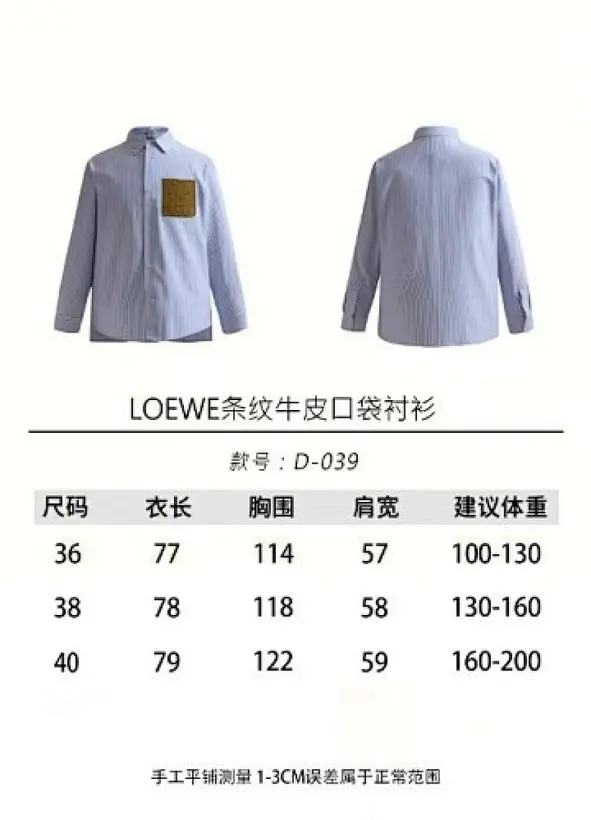 LOEWE条纹牛皮口袋衬衫
款号：D-039
尺码 衣长 胸围 肩宽 建议体重
36 77 114 57 100-130
38 78 118 58 130-160
40 79 122 59 160-200
手工平铺测量 1-3CM误差属于正常范围